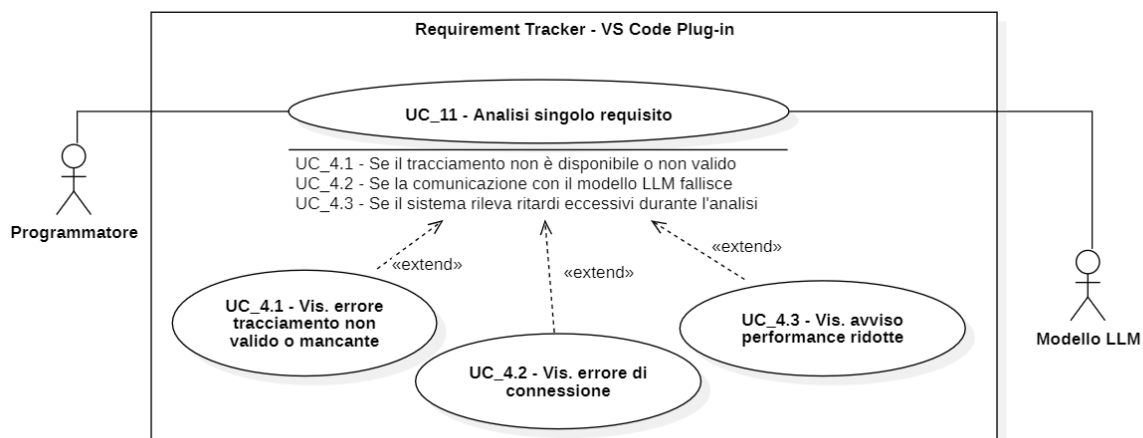 Requirement Tracker - VS Code Plug-in
UC_11 - Analisi singolo requisito
UC_4.1 - Se il tracciamento non è disponibile o non valido
UC_4.2 - Se la comunicazione con il modello LLM fallisce
UC_4.3 - Se il sistema rileva ritardi eccessivi durante l'analisi
Programmatore
«extend»
«extend»
«extend»
UC_4.1 - Vis. errore
tracciamento non
valido o mancante
UC_4.2 - Vis. errore di
connessione
UC_4.3 - Vis. avviso
performance ridotte
Modello LLM